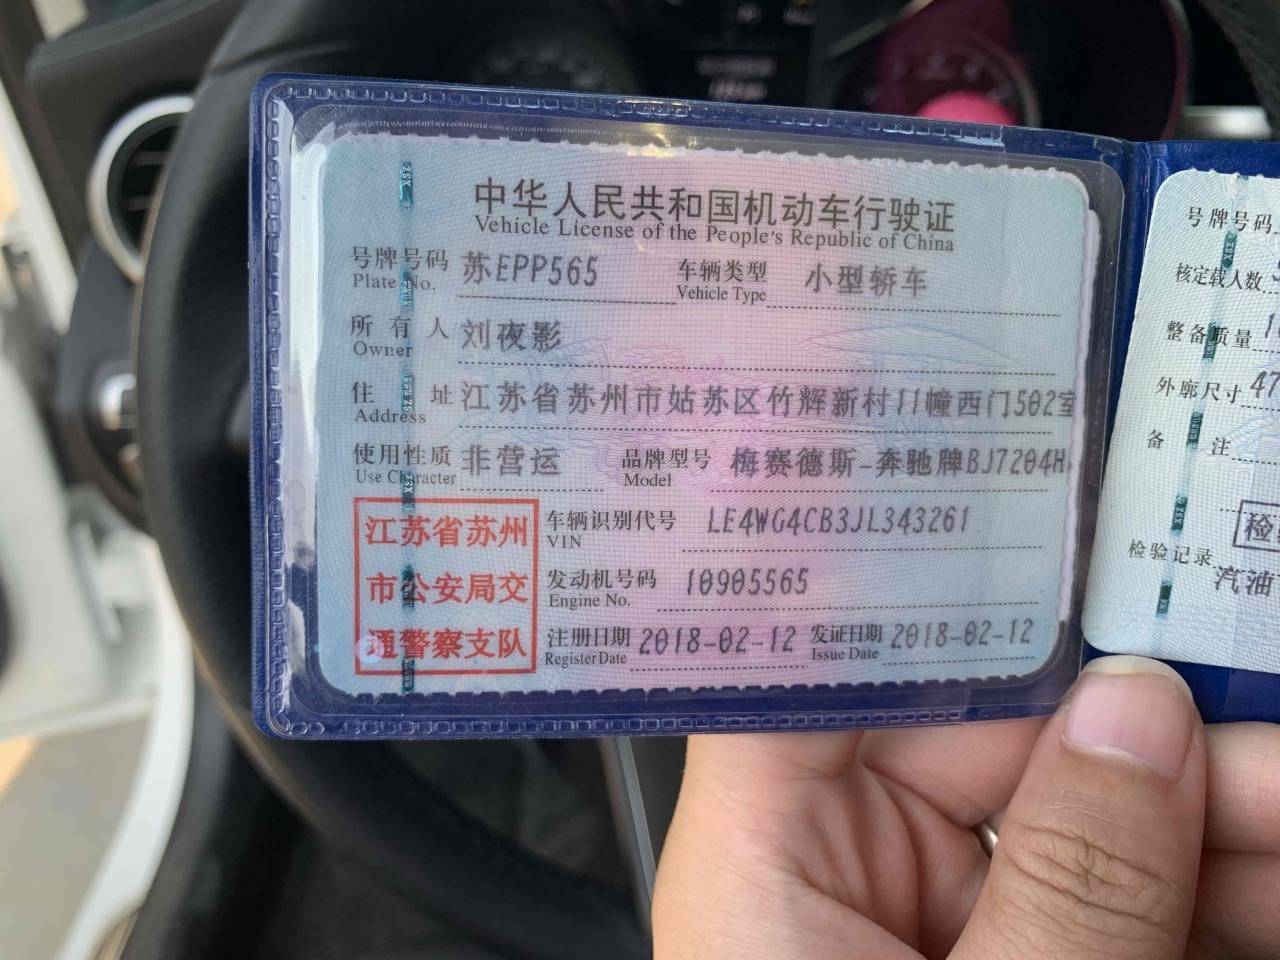 中华人民共和国机动车行驶证
Vehicle License of the People's Republic of China
号牌号码 苏EPP565 车辆类型 小型轿车
Plate No. Vehicle Type
所有人 刘夜影
Owner
住址 江苏省苏州市姑苏区竹辉新村11幢西门502室
Address
使用性质 非营运 品牌型号 梅赛德斯-奔驰牌BJ7204H
Use Character Model
江苏省苏州
市公安局交
通警察支队
车辆识别代号 LE4WG4CB3JL343261
VIN
发动机号码 10905565
Engine No.
注册日期 2018-02-12 发证日期 2018-02-12
Register Date Issue Date
号牌号码
核定载人数
整备质量
外廓尺寸 47
备注
检验记录
汽油